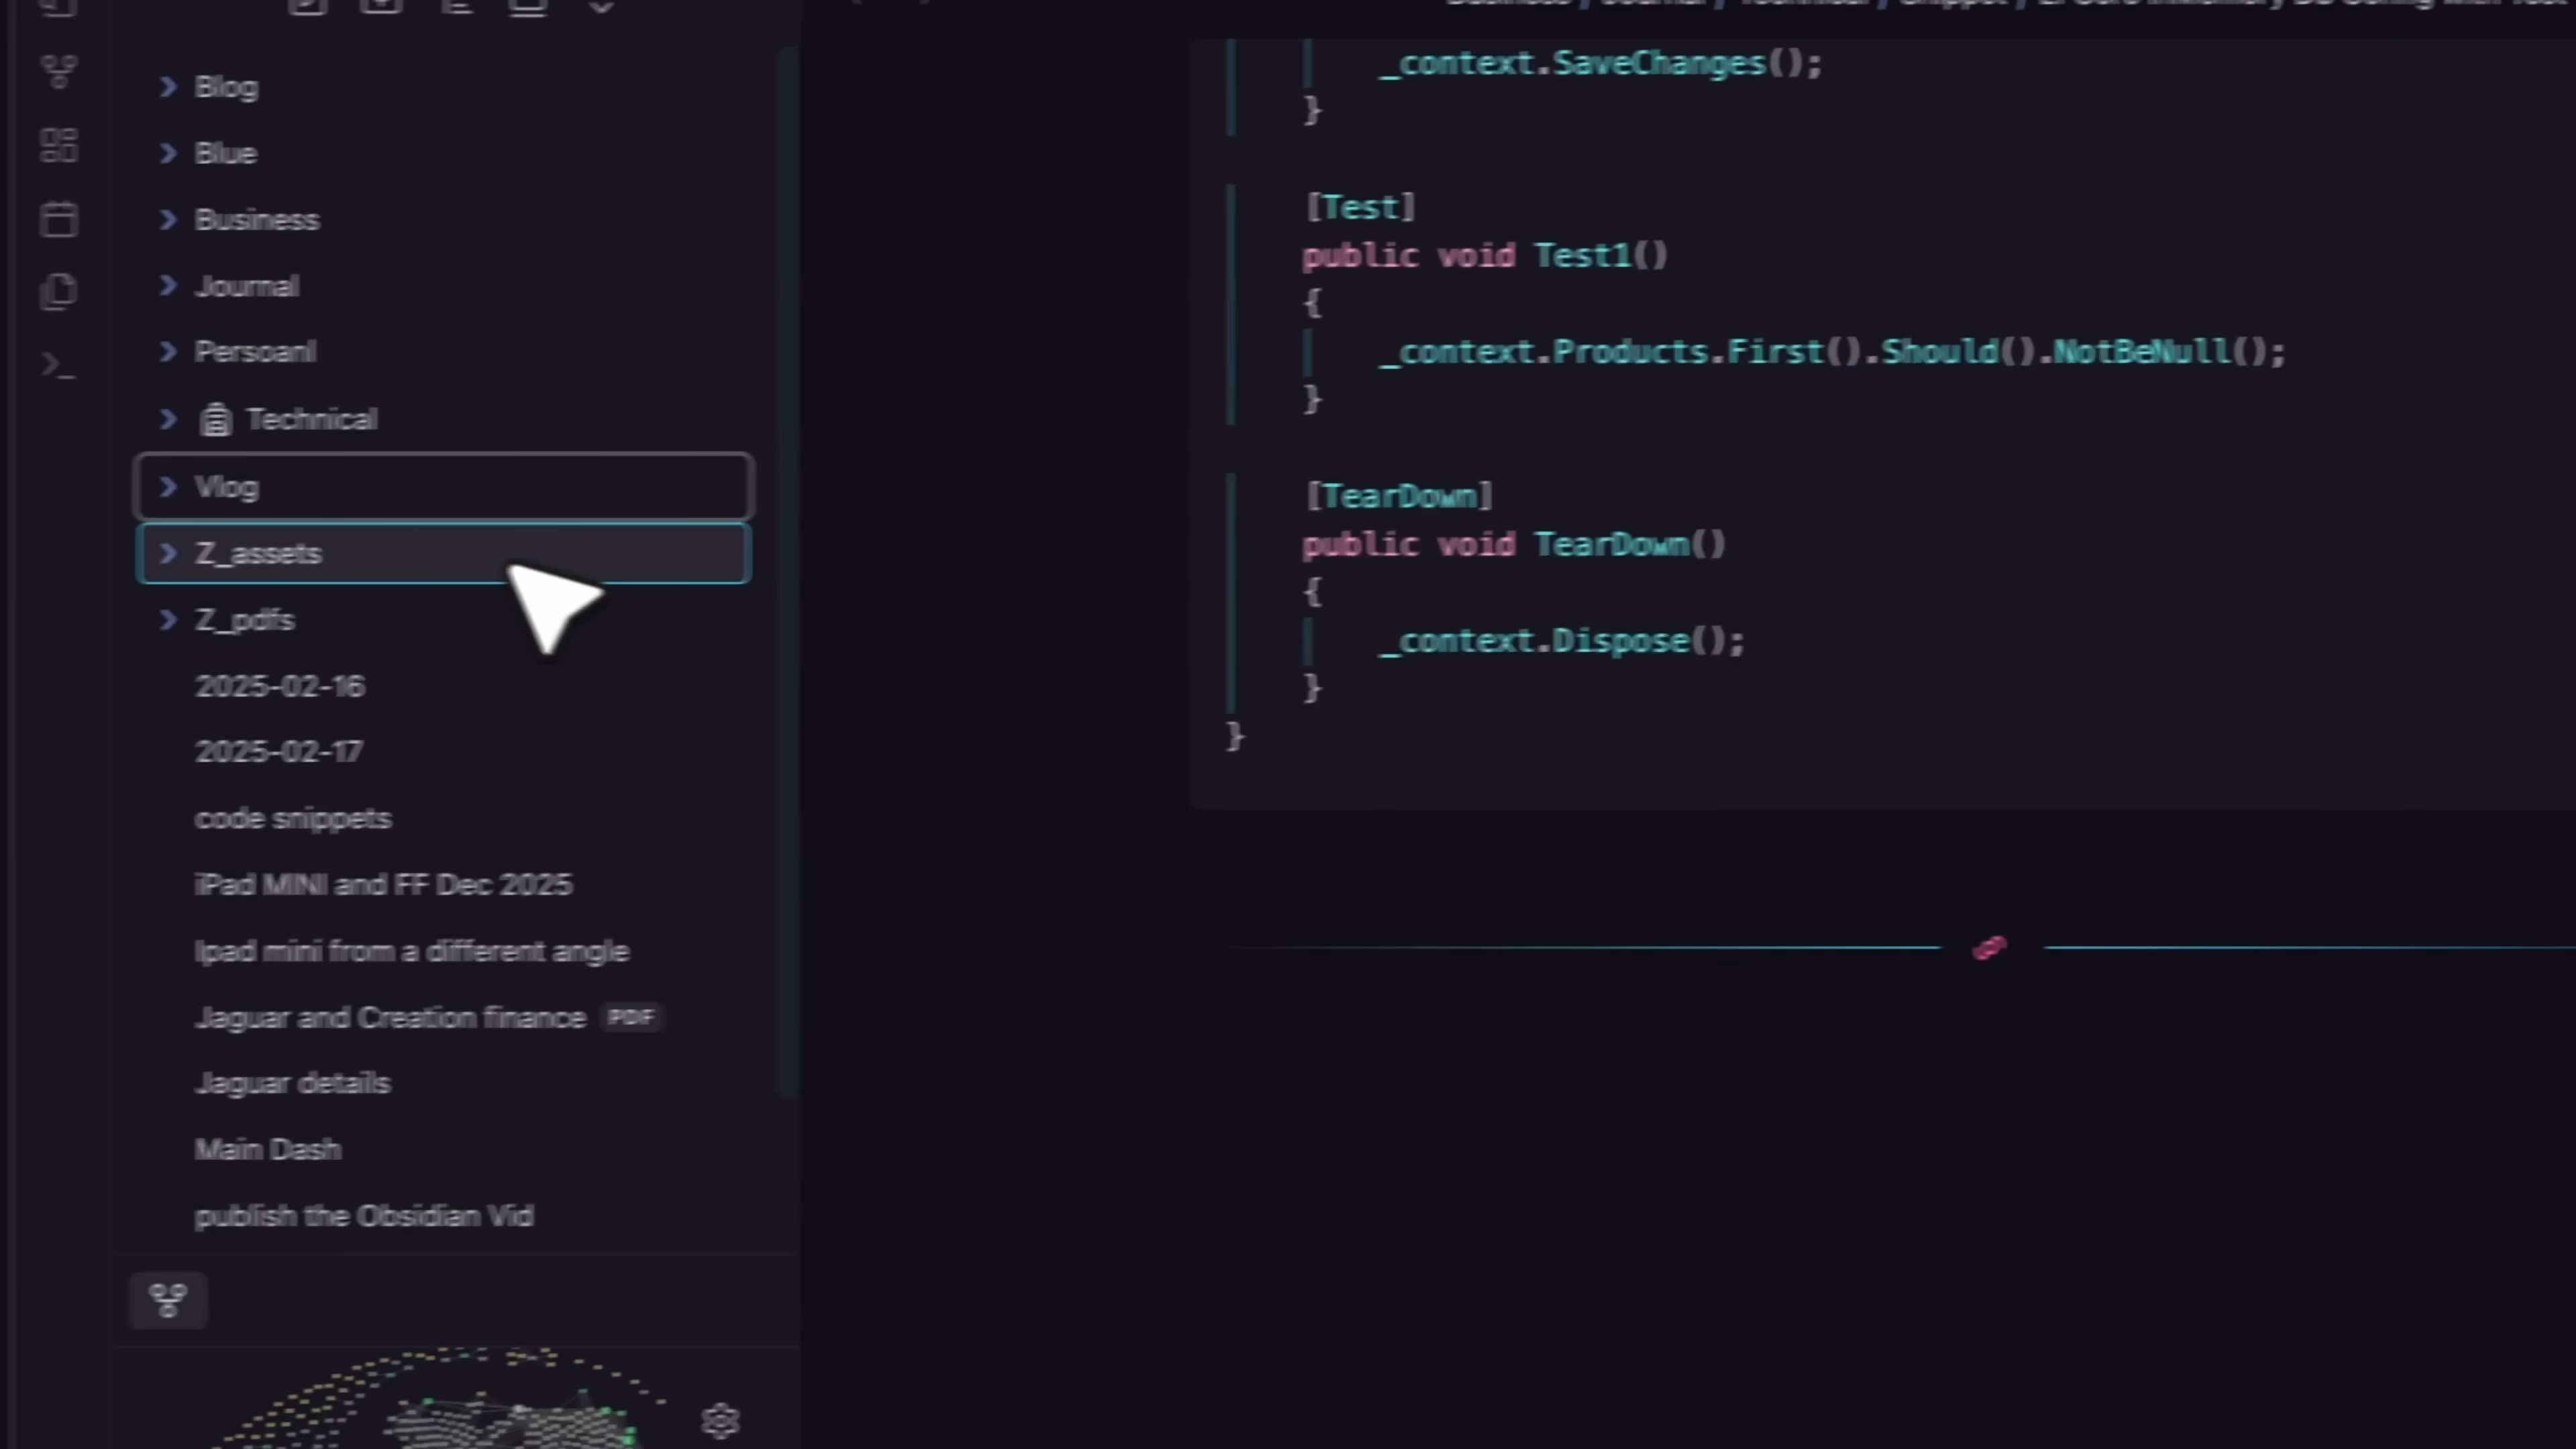 Blog
Blue
Business
Journal
Persoanl
Technical
Vlog
Z_assets
Z_pdfs
2025-02-16
2025-02-17
code snippets
iPad MINI and FF Dec 2025
Ipad mini from a different angle
Jaguar and Creation finance PDF
Jaguar details
Main Dash
publish the Obsidian Vid
_context.SaveChanges();
}
[Test]
public void Test1()
{
_context.Products.First().Should().NotBeNull();
}
[TearDown]
public void TearDown()
{
_context.Dispose();
}
}